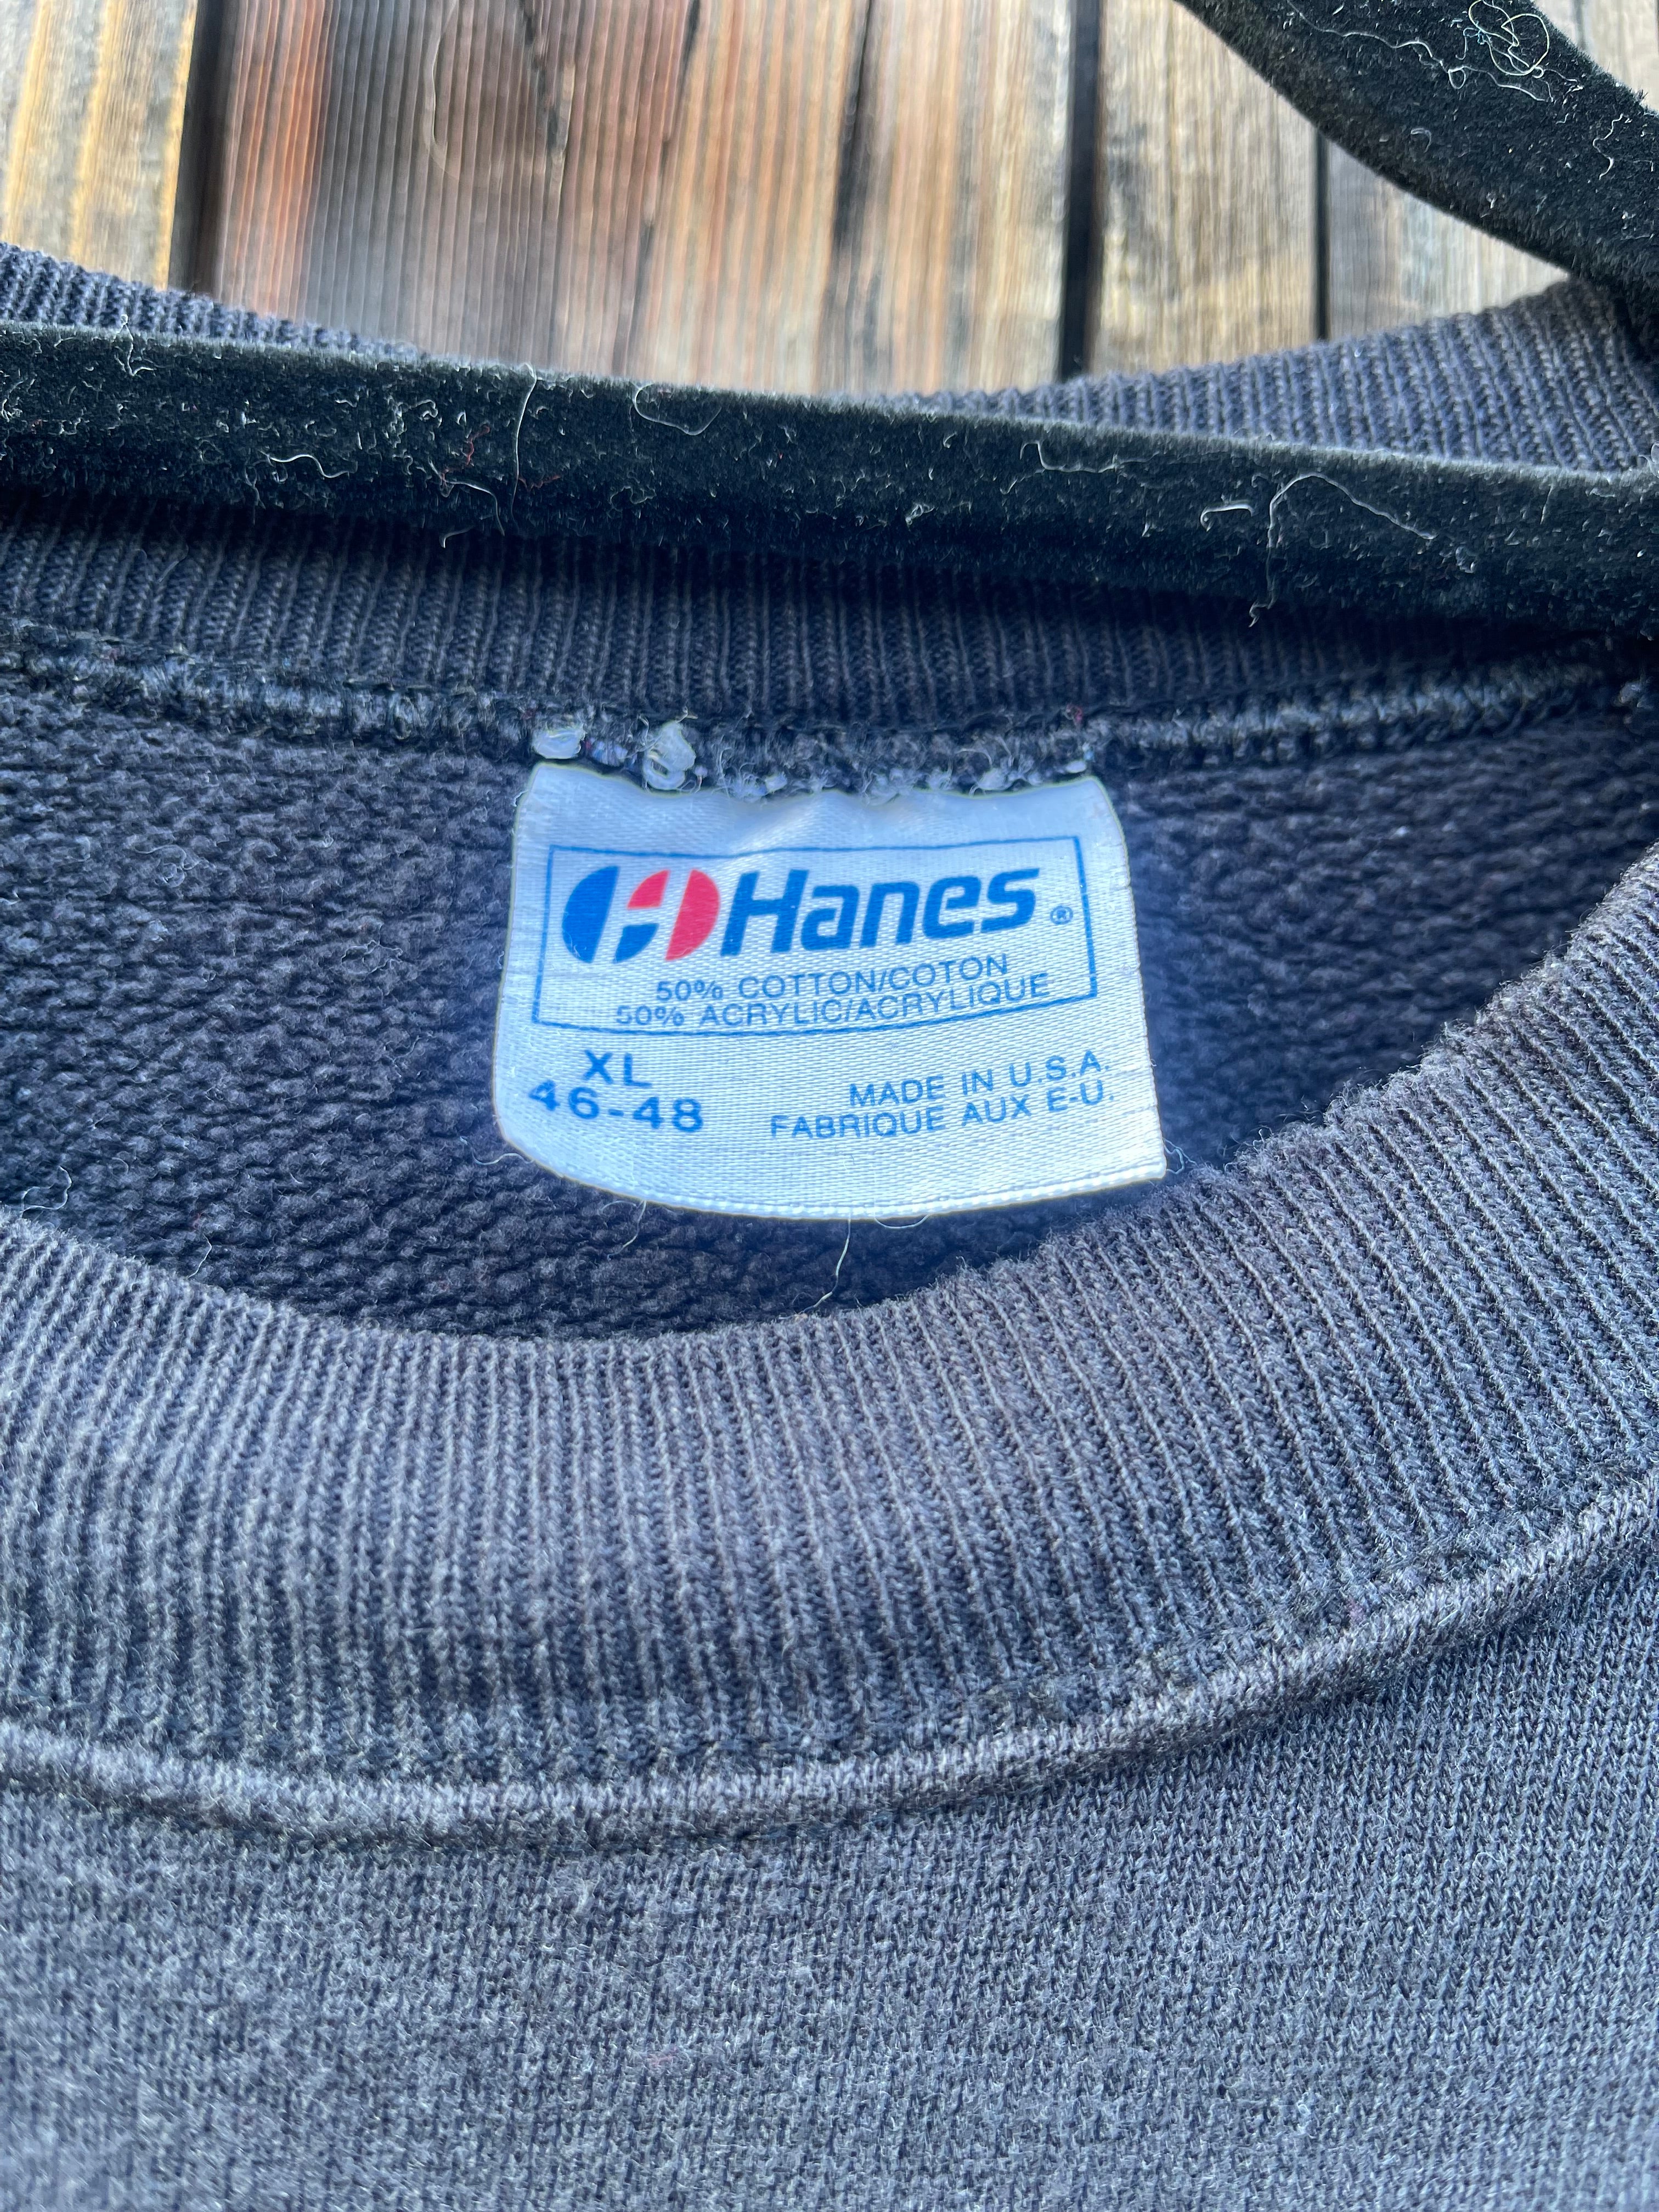 Hanes®
50% COTTON/COTON
50% ACRYLIC/ACRYLIQUE
XL
46-48
MADE IN U.S.A.
FABRIQUE AUX E-U.